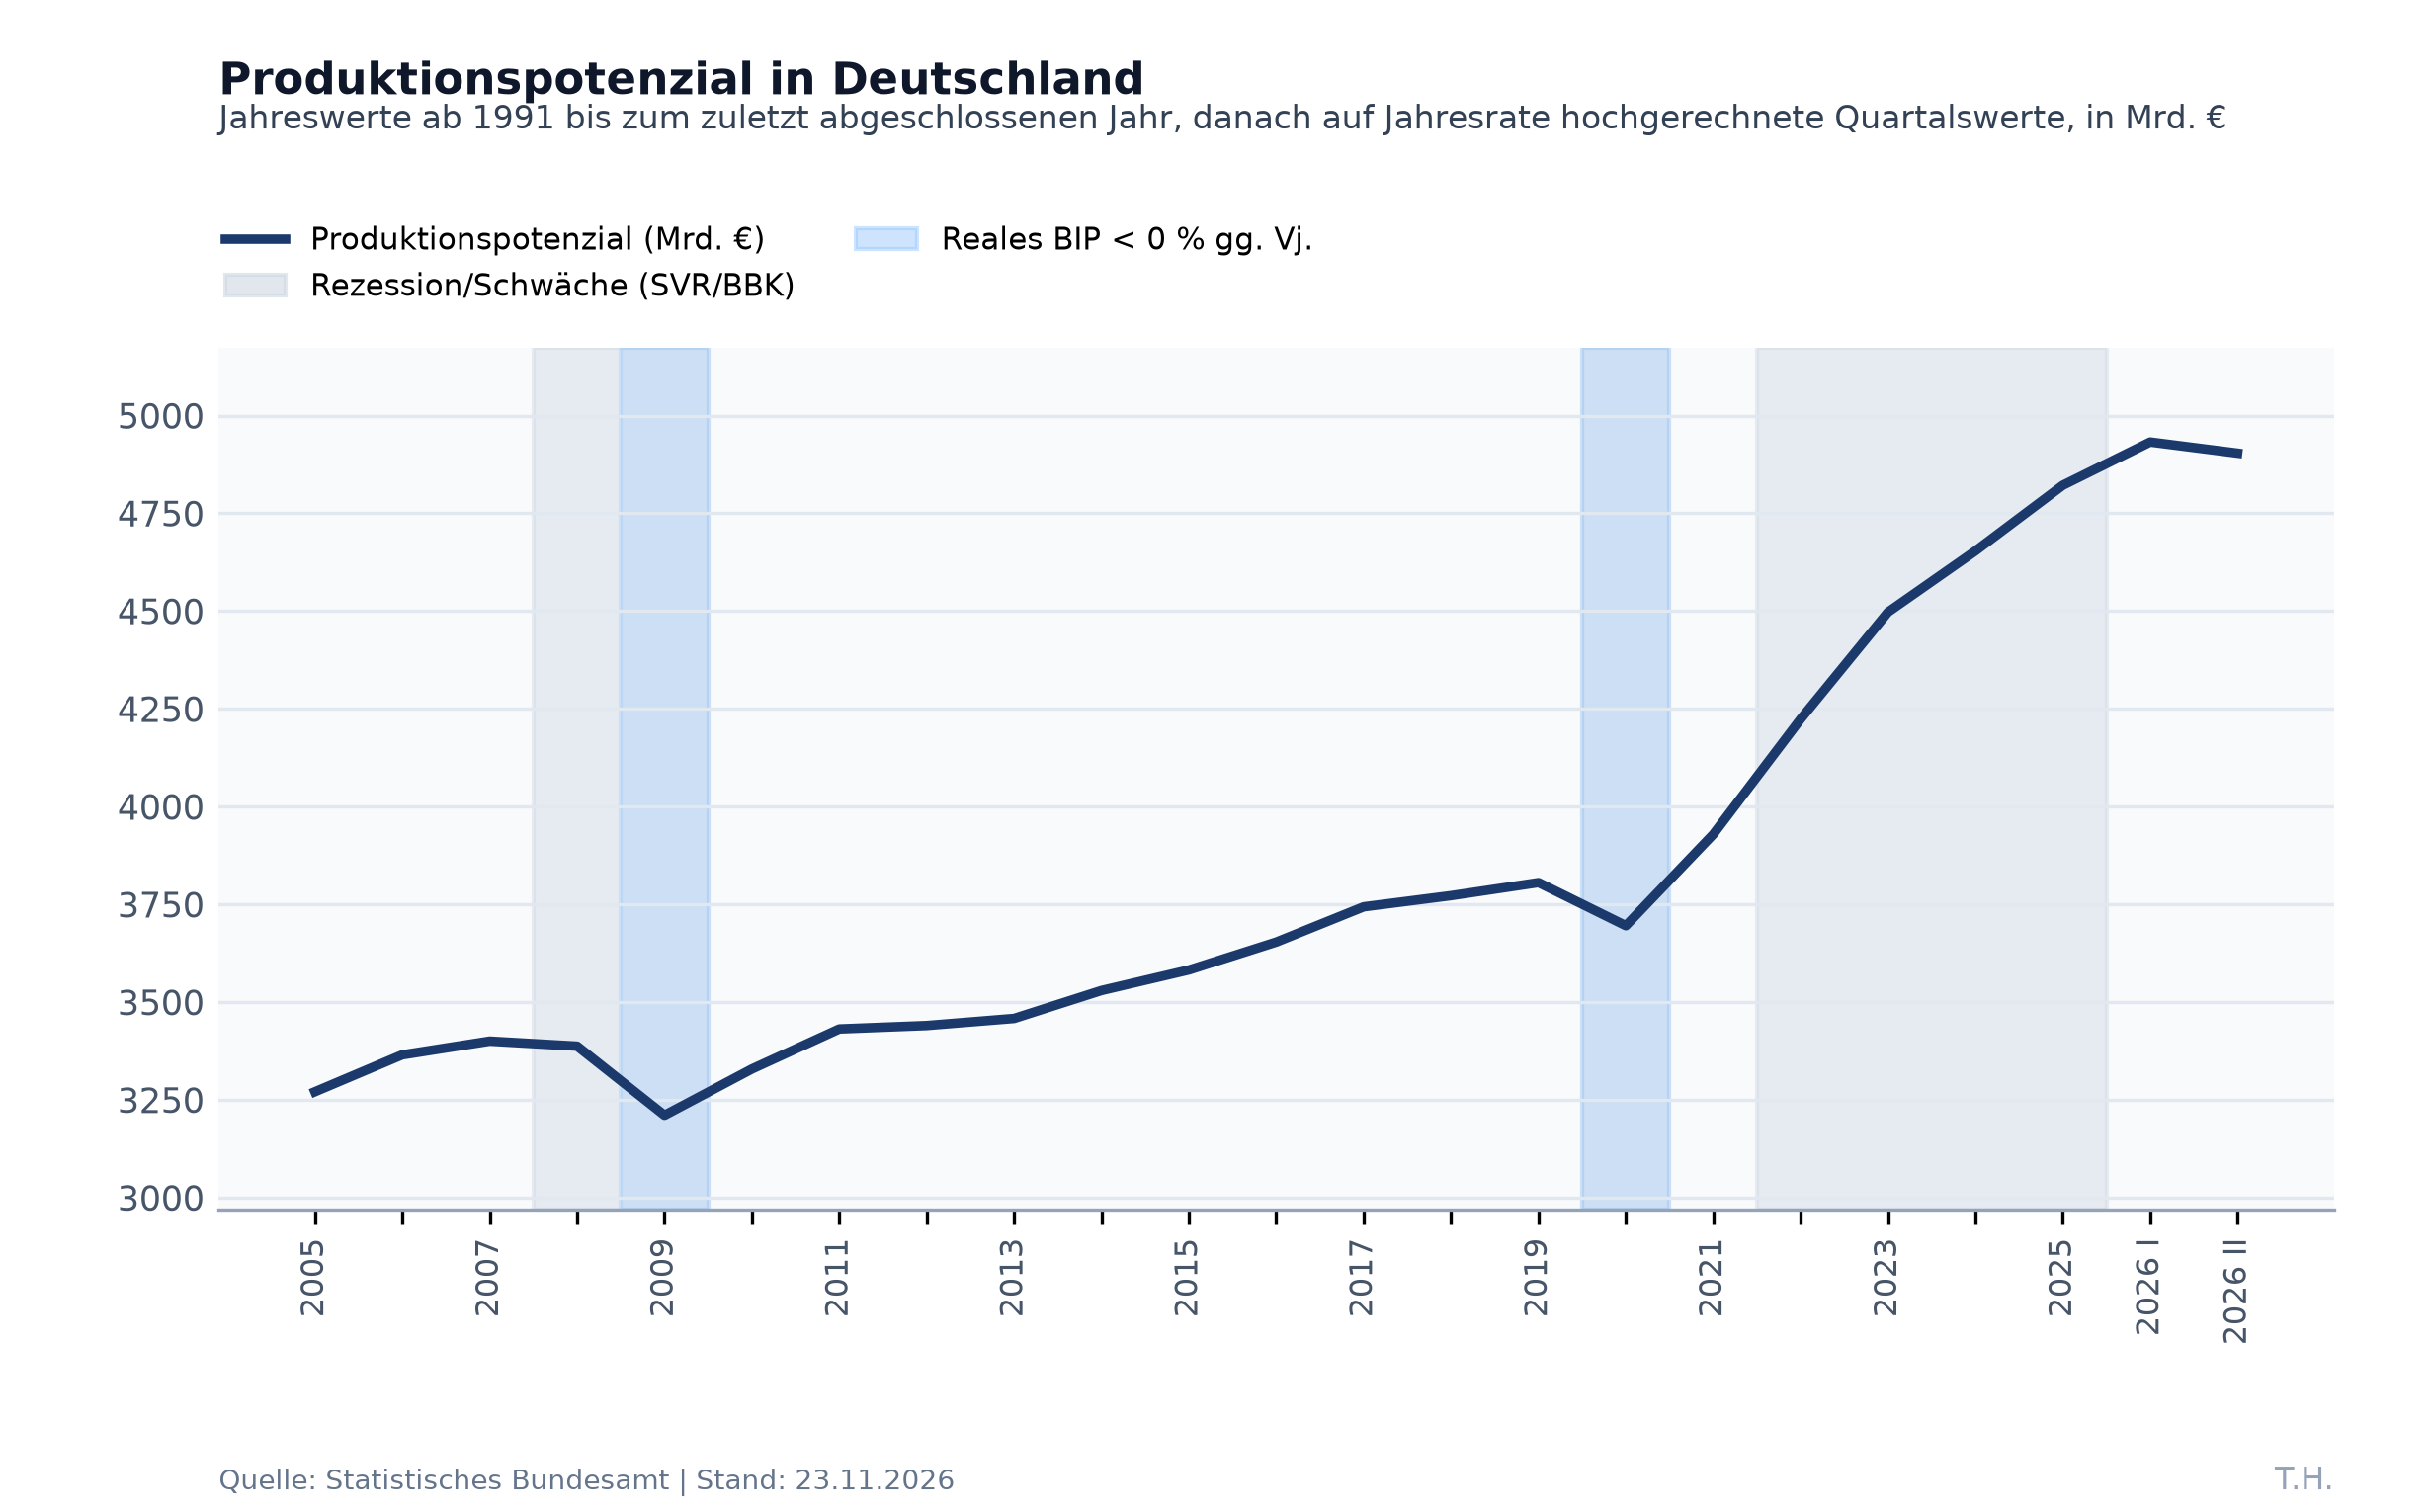 Produktionspotenzial in Deutschland
Jahreswerte ab 1991 bis zum zuletzt abgeschlossenen Jahr, danach auf Jahresrate hochgerechnete Quartalswerte, in Mrd. €
Produktionspotenzial (Mrd. €)
Rezession/Schwäche (SVR/BBK)
Reales BIP < 0 % gg. Vj.
5000
4750
4500
4250
4000
3750
3500
3250
3000
2005
2007
2009
2011
2013
2015
2017
2019
2021
2023
2025
2026 I
2026 II
Quelle: Statistisches Bundesamt | Stand: 23.11.2026
T.H.